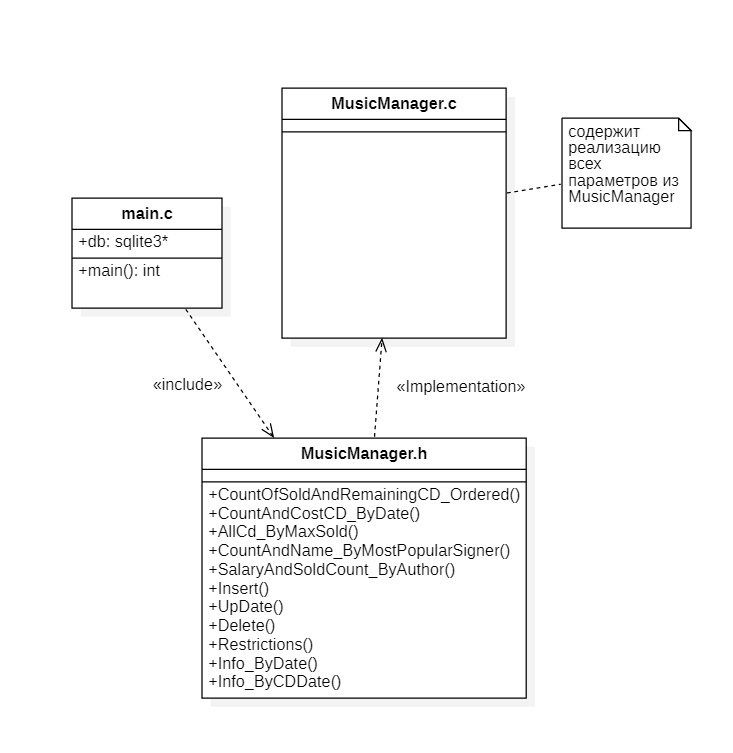 MusicManager.c
содержит
реализацию
всех
параметров из
MusicManager
main.c
+db: sqlite3*
+main(): int
«include»
«Implementation»
MusicManager.h
+CountOfSoldAndRemainingCD_Ordered()
+CountAndCostCD_ByDate()
+AllCd_ByMaxSold()
+CountAndName_ByMostPopularSigner()
+SalaryAndSoldCount_ByAuthor()
+Insert()
+UpDate()
+Delete()
+Restrictions()
+Info_ByDate()
+Info_ByCDDate()